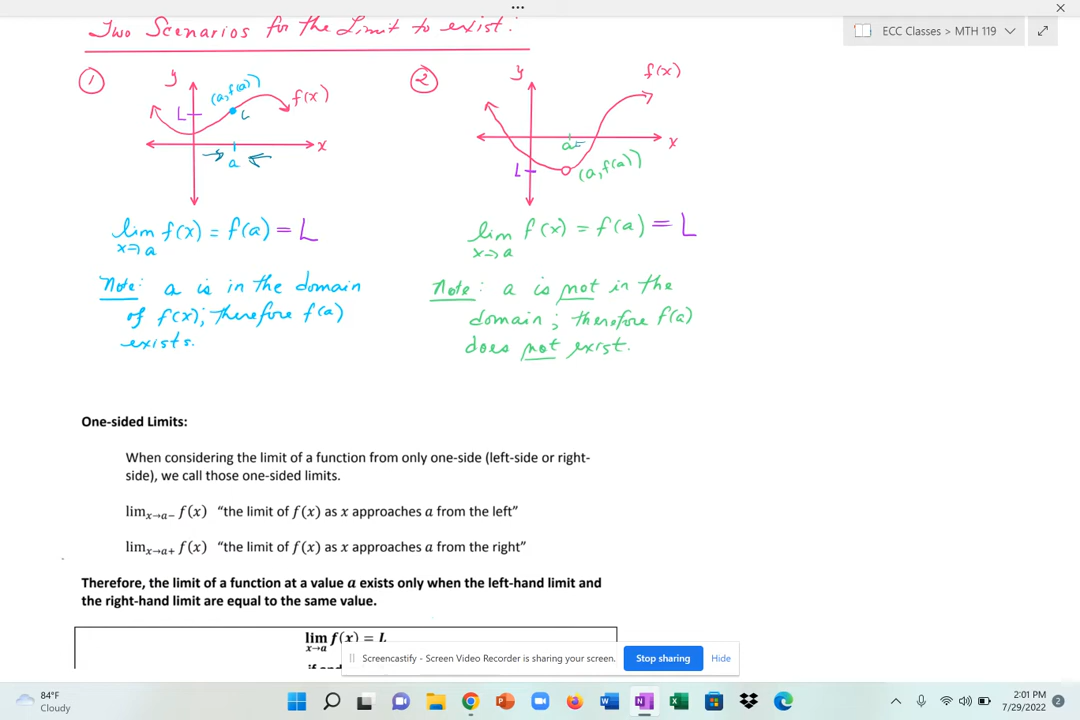 ECC Classes > MTH 119
Two Scenarios for the Limit to exist:
① y (a, f(a)) f(x) L L x a
② y f(x) a x L (a, f(a))
lim f(x) = f(a) = L
x→a
Note: a is in the domain
of f(x); therefore f(a)
exists.
lim f(x) = f(a) = L
x→a
Note: a is not in the
domain; therefore f(a)
does not exist.
One-sided Limits:
When considering the limit of a function from only one-side (left-side or right-
side), we call those one-sided limits.
lim x→a− f(x) “the limit of f(x) as x approaches a from the left”
lim x→a+ f(x) “the limit of f(x) as x approaches a from the right”
Therefore, the limit of a function at a value a exists only when the left-hand limit and
the right-hand limit are equal to the same value.
lim f(x) = L
x→a
Screencastify - Screen Video Recorder is sharing your screen. Stop sharing Hide
84°F
Cloudy
2:01 PM
7/29/2022
2